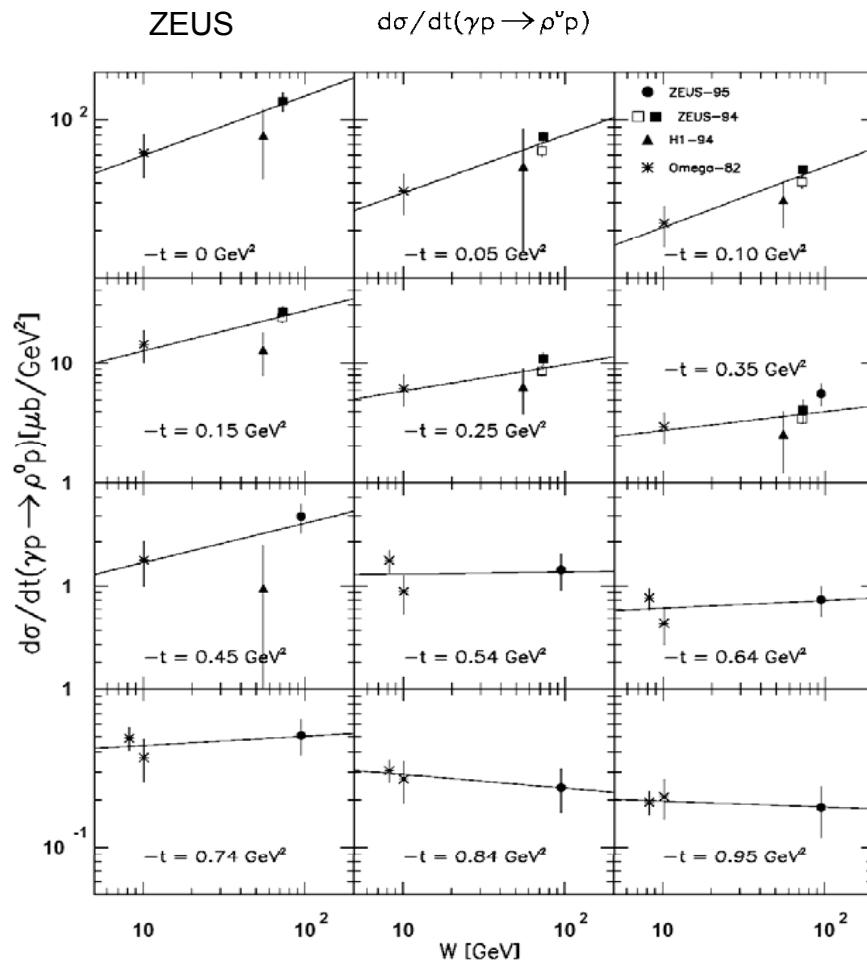 ZEUS dσ/dt(γp → ρ⁰p)
ZEUS-95
ZEUS-94
H1-94
Omega-82
10²
-t = 0 GeV²
-t = 0.05 GeV²
-t = 0.10 GeV²
10
-t = 0.15 GeV²
-t = 0.25 GeV²
-t = 0.35 GeV²
1
-t = 0.45 GeV²
-t = 0.54 GeV²
-t = 0.64 GeV²
1
1
-t = 0.74 GeV²
-t = 0.84 GeV²
-t = 0.95 GeV²
10⁻¹
10 10² 10 10² 10 10²
W [GeV]
dσ/dt(γp → ρ⁰p)[μb/GeV²]